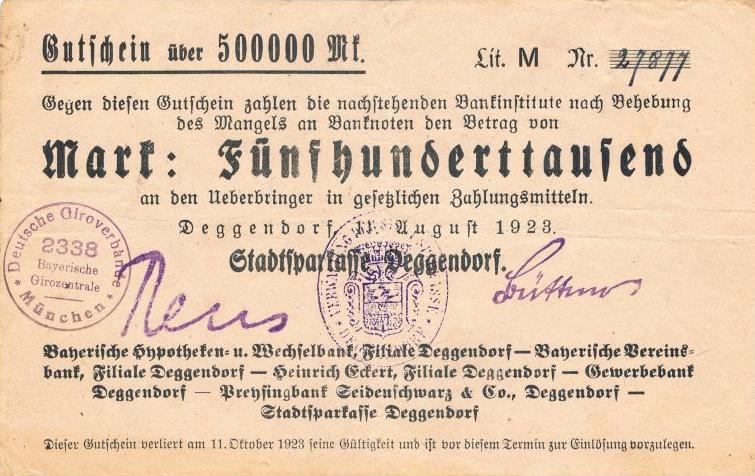 Gutschein über 500000 Mk.
Lit. M Nr. 27877
Gegen diesen Gutschein zahlen die nachstehenden Bankinstitute nach Behebung
des Mangels an Banknoten den Betrag von
Mark: Fünfhunderttausend
an den Ueberbringer in gesetzlichen Zahlungsmitteln.
Deggendorf, 11. August 1923.
Stadtsparkasse Deggendorf.
Deutsche Giroverbände
2338
Bayerische
Girozentrale
München
Bayerische Hypotheken- u. Wechselbank, Filiale Deggendorf — Bayerische Vereins-
bank, Filiale Deggendorf — Heinrich Eckert, Filiale Deggendorf — Gewerbebank
Deggendorf — Preysingbank Seidenschwarz & Co., Deggendorf —
Stadtsparkasse Deggendorf
Dieser Gutschein verliert am 11. Oktober 1923 seine Gültigkeit und ist vor diesem Termin zur Einlösung vorzulegen.